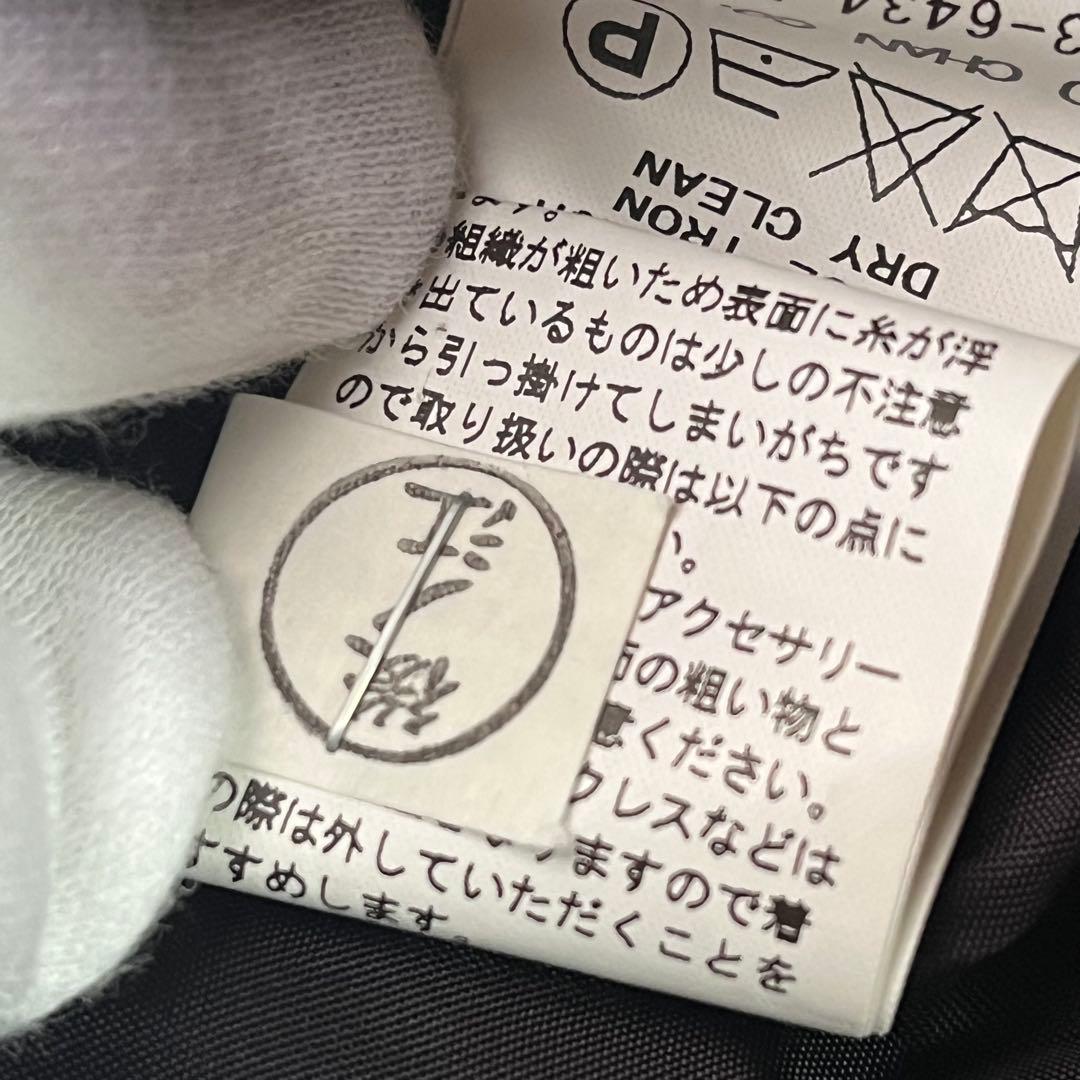 3-6434
P
IRON
DRY CLEAN
組織が粗いため表面に糸が浮
出ているものは少しの不注意
から引っ掛けてしまいがちです
ので取り扱いの際は以下の点に
い。
アクセサリー
面の粗い物と
意ください。
クレスなどは
ますので着
の際は外していただくことを
すすめします。